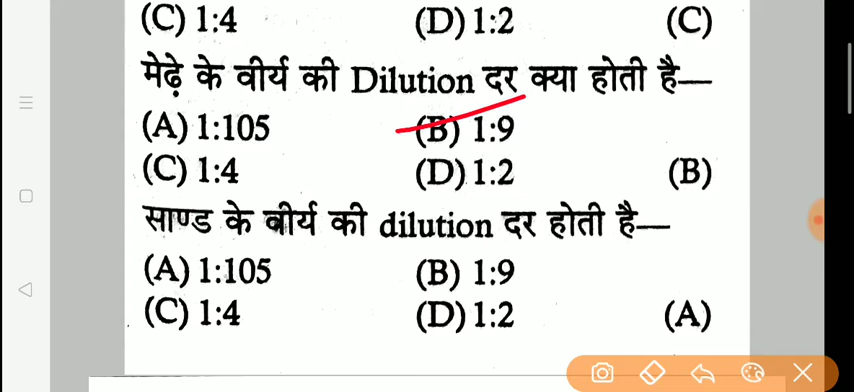 (C) 1:4 (D) 1:2 (C)
मेढ़े के वीर्य की Dilution दर क्या होती है—
(A) 1:105 (B) 1:9
(C) 1:4 (D) 1:2 (B)
साण्ड के वीर्य की dilution दर होती है—
(A) 1:105 (B) 1:9
(C) 1:4 (D) 1:2 (A)